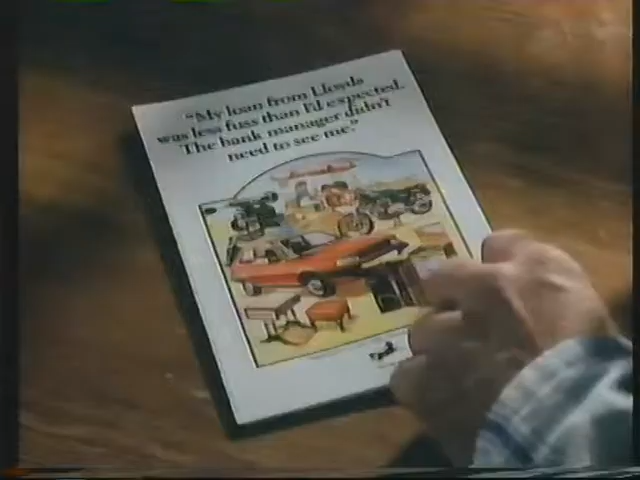 "My loan from Lloyds
was less fuss than I'd expected.
The bank manager didn't
need to see me."